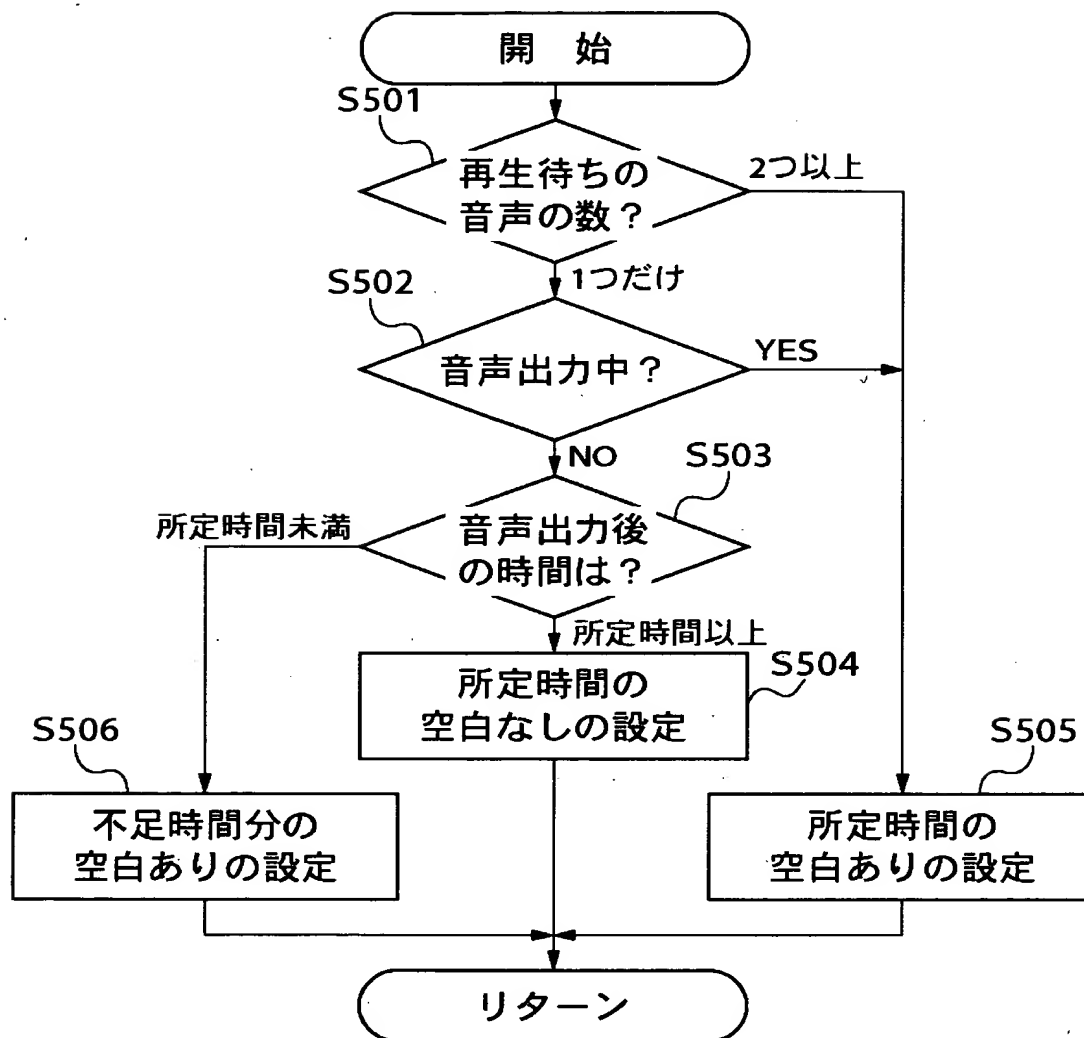 開 始
S501
再生待ちの
音声の数？
2つ以上
1つだけ
S502
音声出力中？
YES
NO
S503
音声出力後
の時間は？
所定時間未満
所定時間以上
S504
所定時間の
空白なしの設定
S506
不足時間分の
空白ありの設定
S505
所定時間の
空白ありの設定
リターン